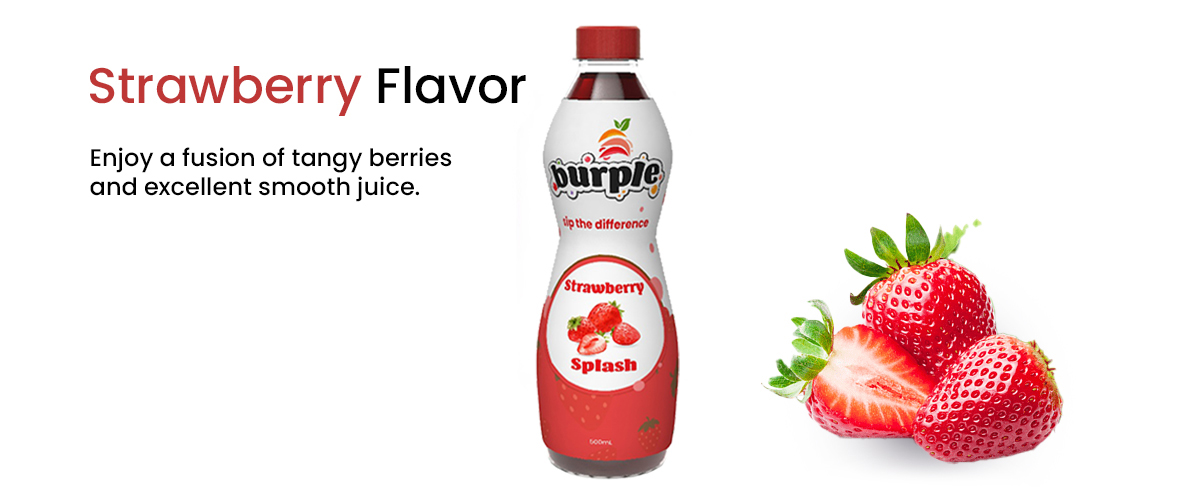 Strawberry Flavor
Enjoy a fusion of tangy berries
and excellent smooth juice.
burple
sip the difference
Strawberry
Splash
500mL